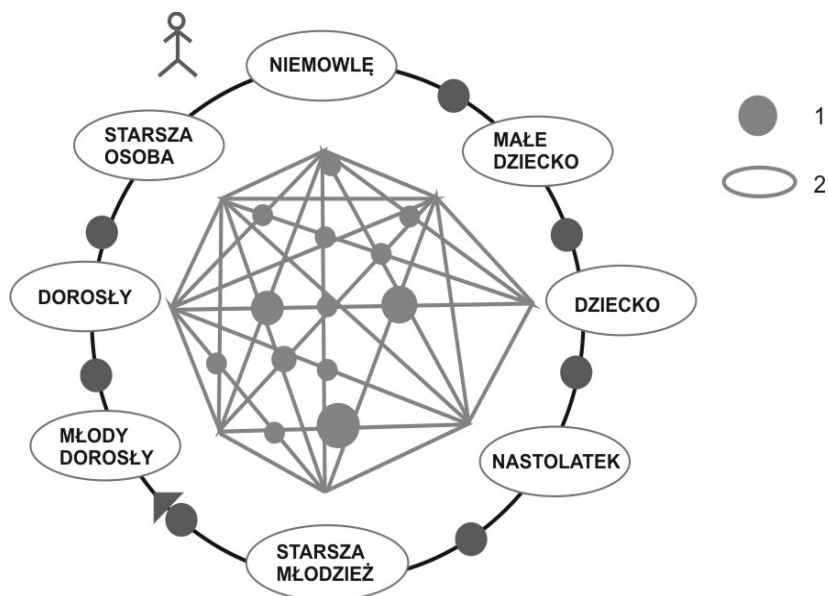 NIEMOWLĘ
MAŁE
DZIECKO
DZIECKO
NASTOLATEK
STARSZA
MŁODZIEŻ
MŁODY
DOROSŁY
DOROSŁY
STARSZA
OSOBA
1
2